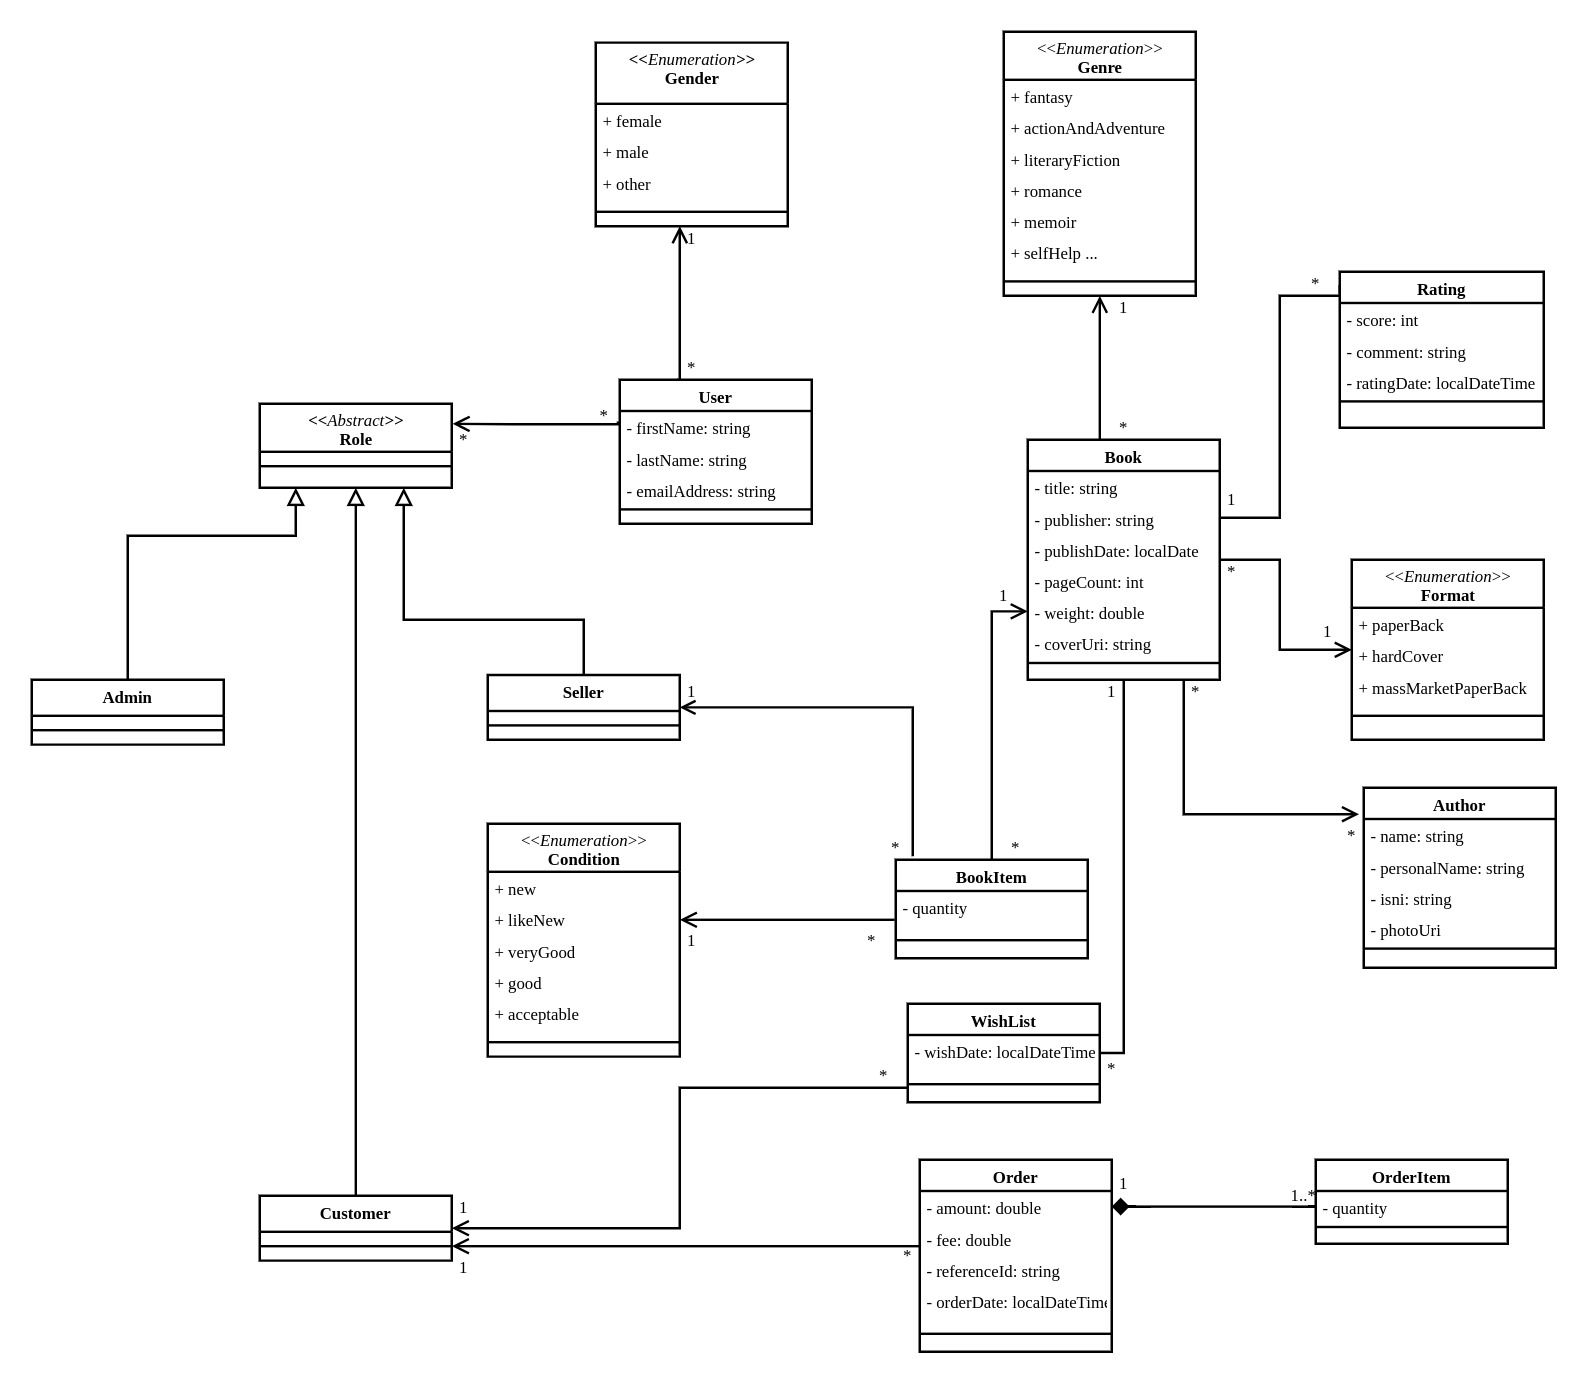 <<Enumeration>>
Gender
+ female
+ male
+ other
1
*
<<Enumeration>>
Genre
+ fantasy
+ actionAndAdventure
+ literaryFiction
+ romance
+ memoir
+ selfHelp ...
1
*
*
Rating
- score: int
- comment: string
- ratingDate: localDateTime
<<Abstract>>
Role
*
*
User
- firstName: string
- lastName: string
- emailAddress: string
Book
- title: string
- publisher: string
- publishDate: localDate
- pageCount: int
- weight: double
- coverUri: string
1
*
1
1
*
1
<<Enumeration>>
Format
+ paperBack
+ hardCover
+ massMarketPaperBack
Admin
Seller
1
*
*
<<Enumeration>>
Condition
+ new
+ likeNew
+ veryGood
+ good
+ acceptable
1
*
BookItem
- quantity
Author
- name: string
- personalName: string
- isni: string
- photoUri
*
WishList
- wishDate: localDateTime
*
*
Customer
1
1
Order
- amount: double
- fee: double
- referenceId: string
- orderDate: localDateTime
*
1
1..*
OrderItem
- quantity